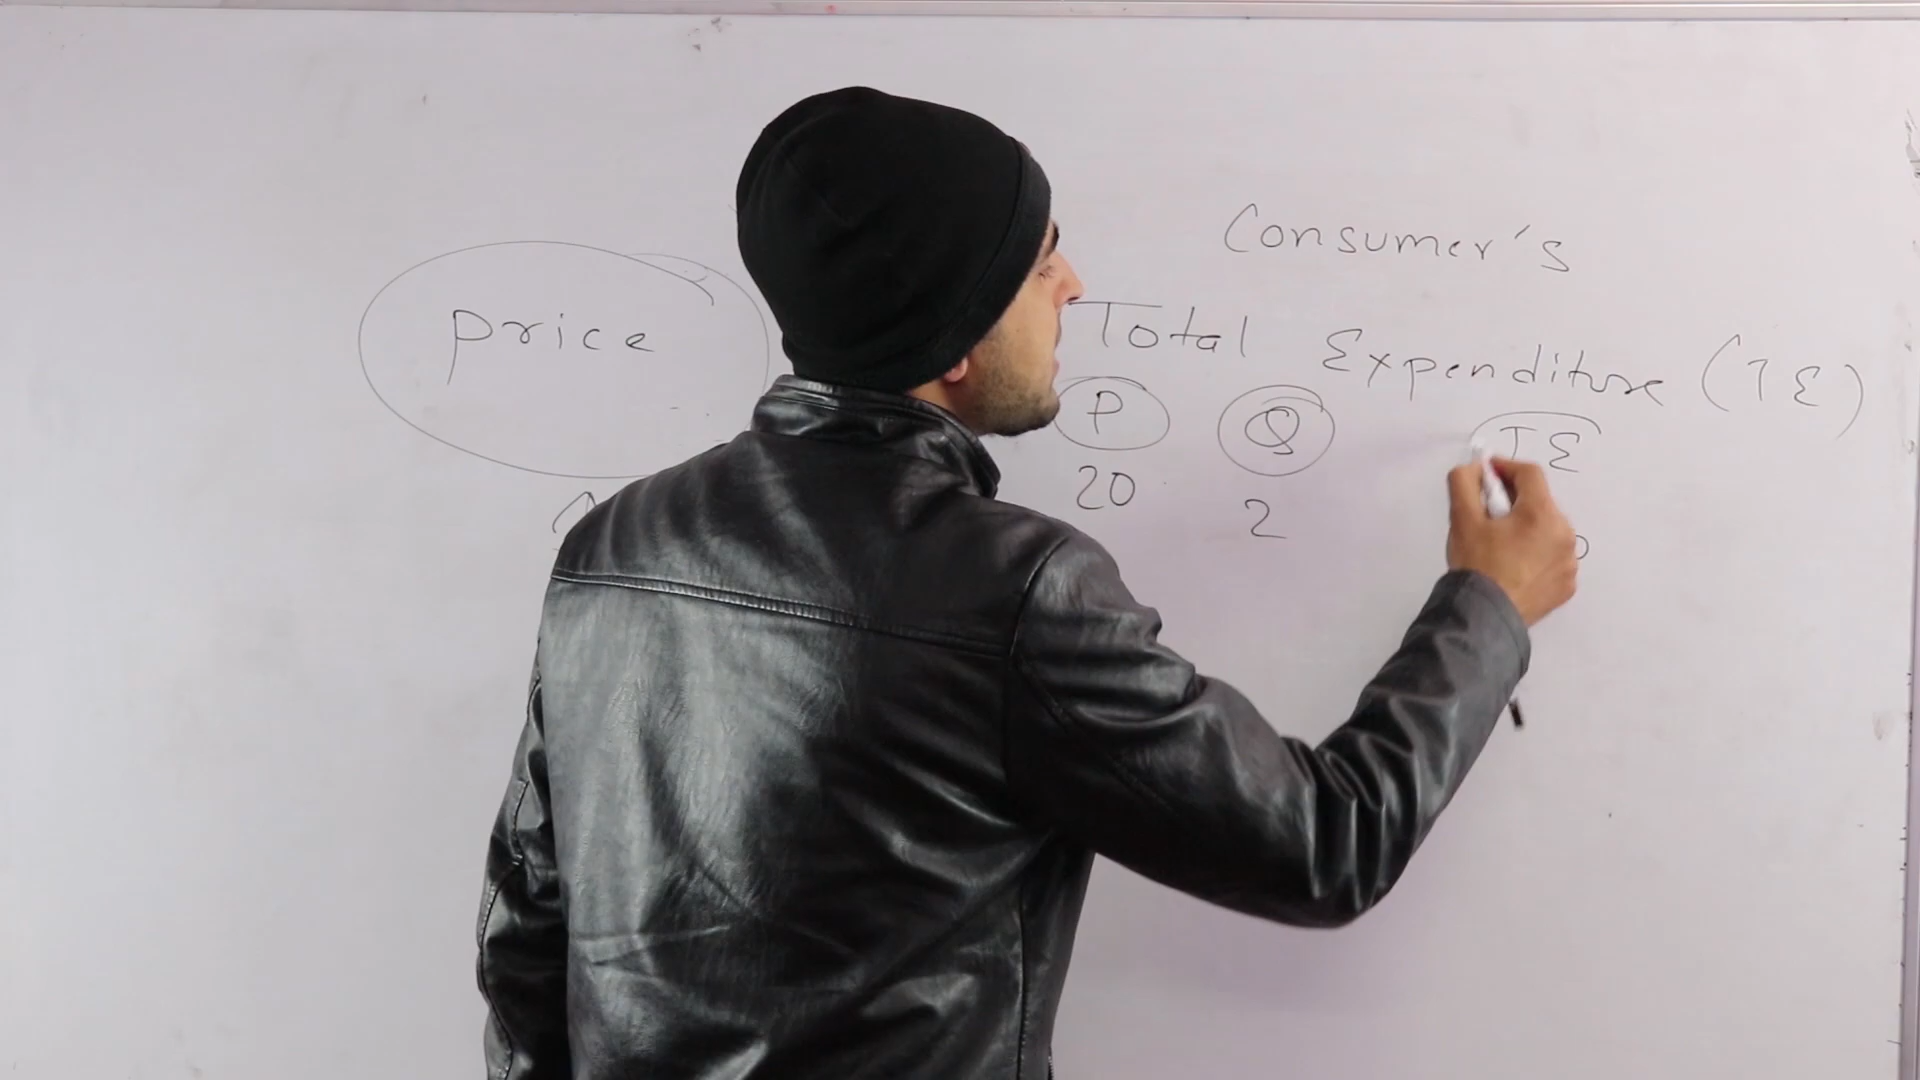 Consumer's
price
Total Expenditure (TE)
P Q TE
20 2